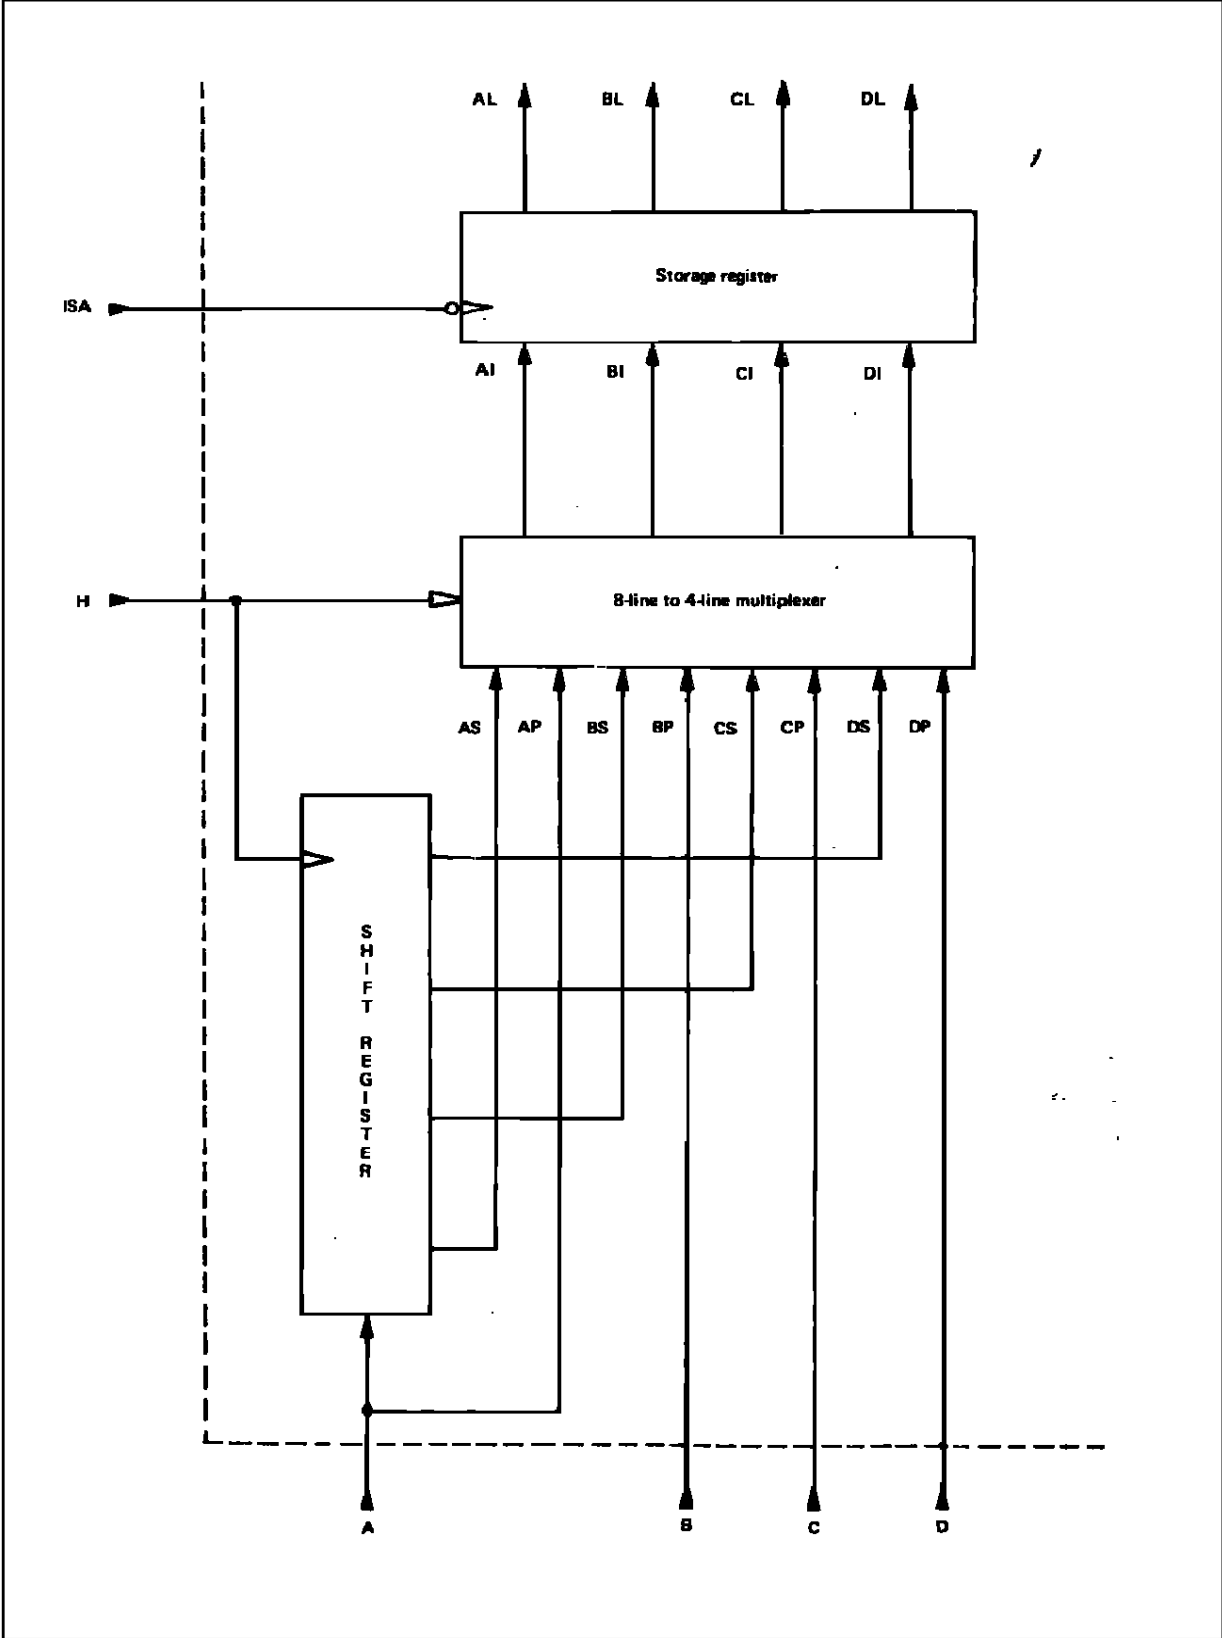 AL BL CL DL
Storage register
ISA
AI BI CI DI
H
8-line to 4-line multiplexer
AS AP BS BP CS CP DS DP
SHIFT REGISTER
A B C D